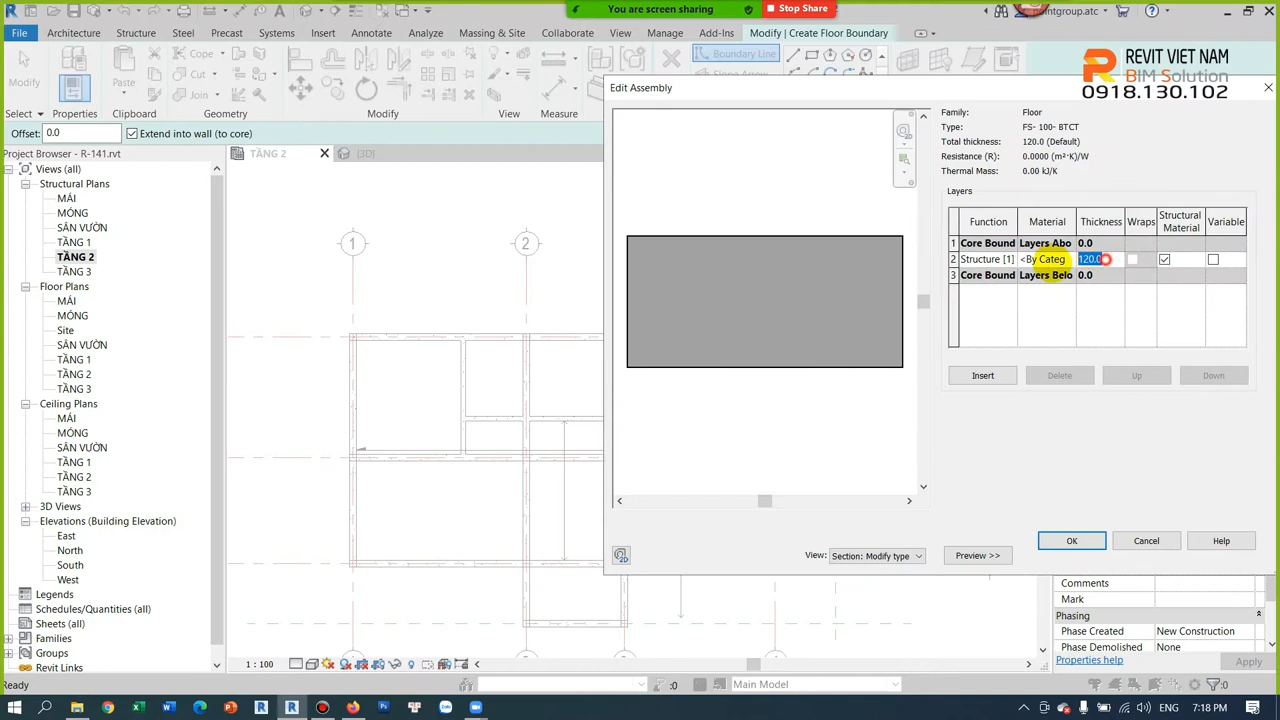 You are screen sharing
Stop Share
pointgroup.atc
File
Architecture
Structure
Steel
Precast
Systems
Insert
Annotate
Analyze
Massing & Site
Collaborate
View
Manage
Add-Ins
Modify | Create Floor Boundary
Modify
Paste
Cope
Cut
Join
Boundary Line
Slope Arrow
Select
Properties
Clipboard
Geometry
Modify
View
Measure
REVIT VIET NAM
BIM Solution
0918.130.102
Offset: 0.0
Extend into wall (to core)
Project Browser - R-141.rvt
TẦNG 2
{3D}
Views (all)
Structural Plans
MÁI
MÓNG
SÂN VƯỜN
TẦNG 1
TẦNG 2
TẦNG 3
Floor Plans
MÁI
MÓNG
Site
SÂN VƯỜN
TẦNG 1
TẦNG 2
TẦNG 3
Ceiling Plans
MÁI
MÓNG
SÂN VƯỜN
TẦNG 1
TẦNG 2
TẦNG 3
3D Views
Elevations (Building Elevation)
East
North
South
West
Legends
Schedules/Quantities (all)
Sheets (all)
Families
Groups
Revit Links
1
2
1 : 100
Edit Assembly
Family: Floor
Type: FS- 100- BTCT
Total thickness: 120.0 (Default)
Resistance (R): 0.0000 (m²·K)/W
Thermal Mass: 0.00 kJ/K
Layers
Function Material Thickness Wraps Structural Material Variable
1 Core Bound Layers Abo 0.0
2 Structure [1] <By Categ 120.0
3 Core Bound Layers Belo 0.0
Insert
Delete
Up
Down
View: Section: Modify type
Preview >>
OK
Cancel
Help
Comments
Mark
Phasing
Phase Created New Construction
Phase Demolished None
Properties help
Apply
Ready
:0
Main Model
:0
ENG
7:18 PM